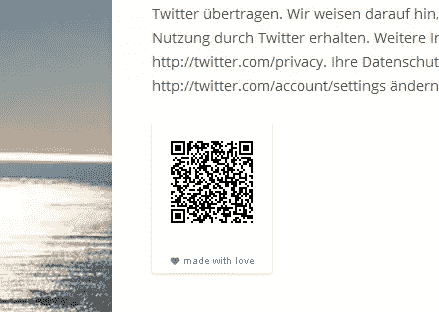 Twitter übertragen. Wir weisen darauf hin,
Nutzung durch Twitter erhalten. Weitere In
http://twitter.com/privacy. Ihre Datenschut
http://twitter.com/account/settings ändern
made with love